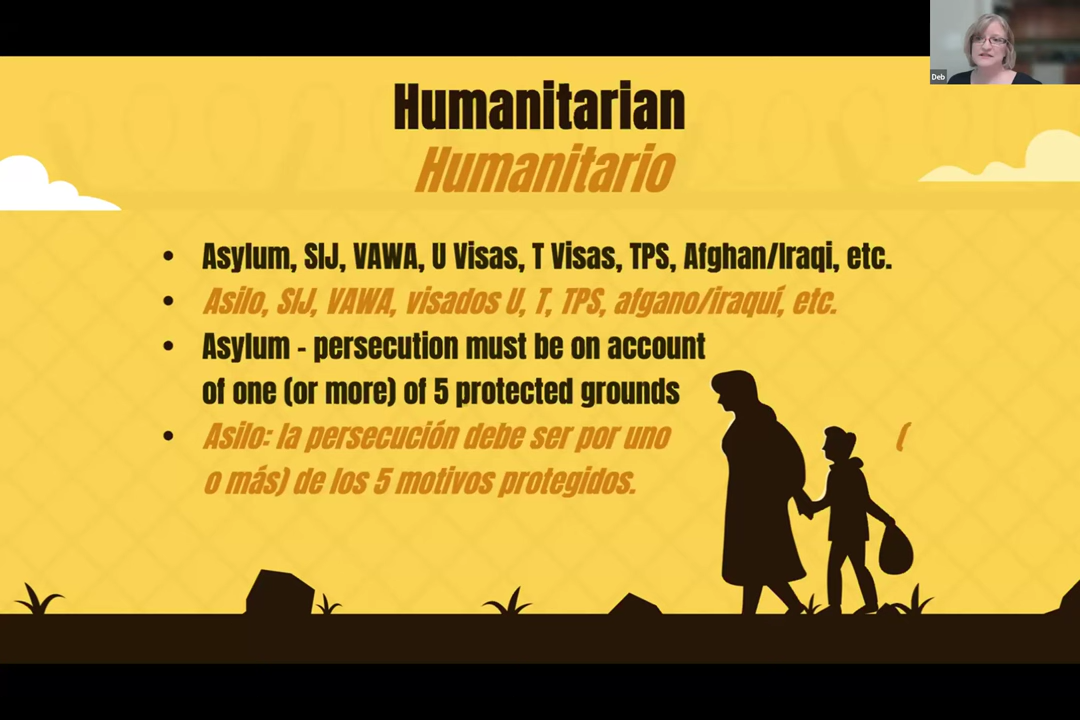 Deb
Humanitarian
Humanitario
• Asylum, SIJ, VAWA, U Visas, T Visas, TPS, Afghan/Iraqi, etc.
• Asilo, SIJ, VAWA, visados U, T, TPS, afgano/iraquí, etc.
• Asylum - persecution must be on account
of one (or more) of 5 protected grounds
• Asilo: la persecución debe ser por uno (
o más) de los 5 motivos protegidos.